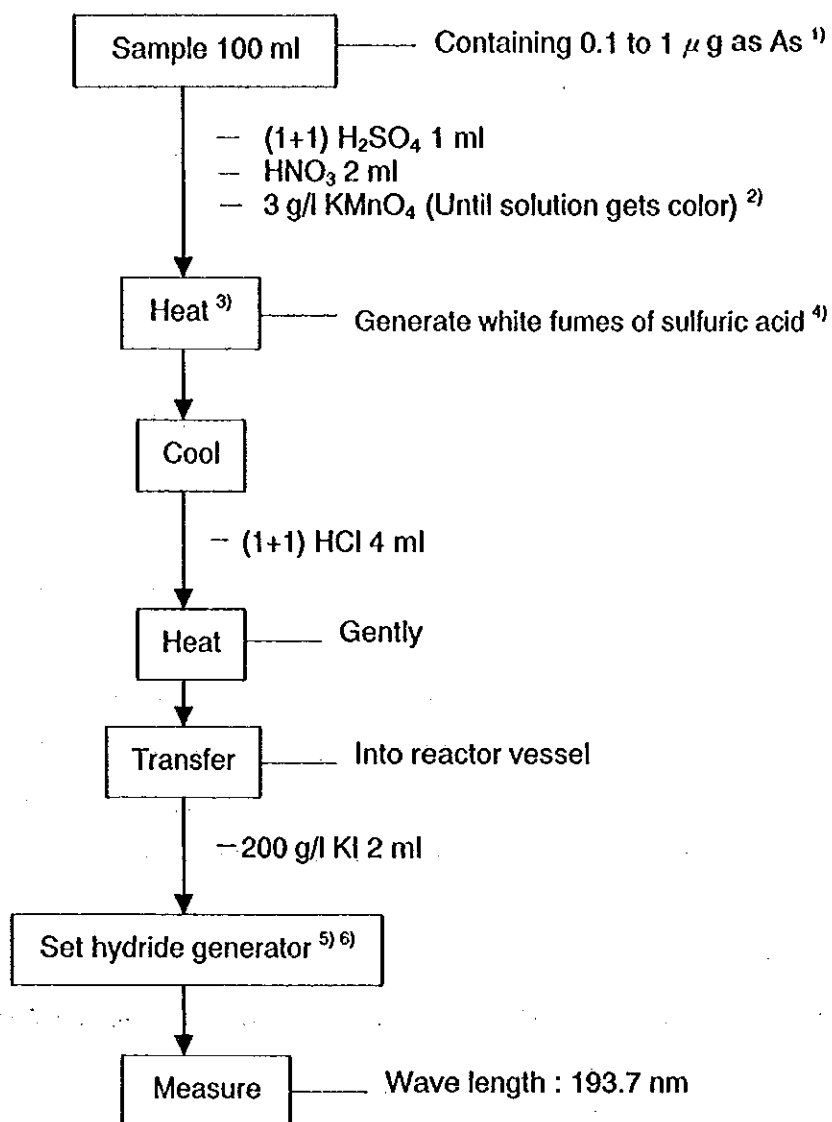 Sample 100 ml
Containing 0.1 to 1 μg as As 1)
− (1+1) H₂SO₄ 1 ml
− HNO₃ 2 ml
− 3 g/l KMnO₄ (Until solution gets color) 2)
Heat 3)
Generate white fumes of sulfuric acid 4)
Cool
− (1+1) HCl 4 ml
Heat
Gently
Transfer
Into reactor vessel
−200 g/l KI 2 ml
Set hydride generator 5) 6)
Measure
Wave length : 193.7 nm